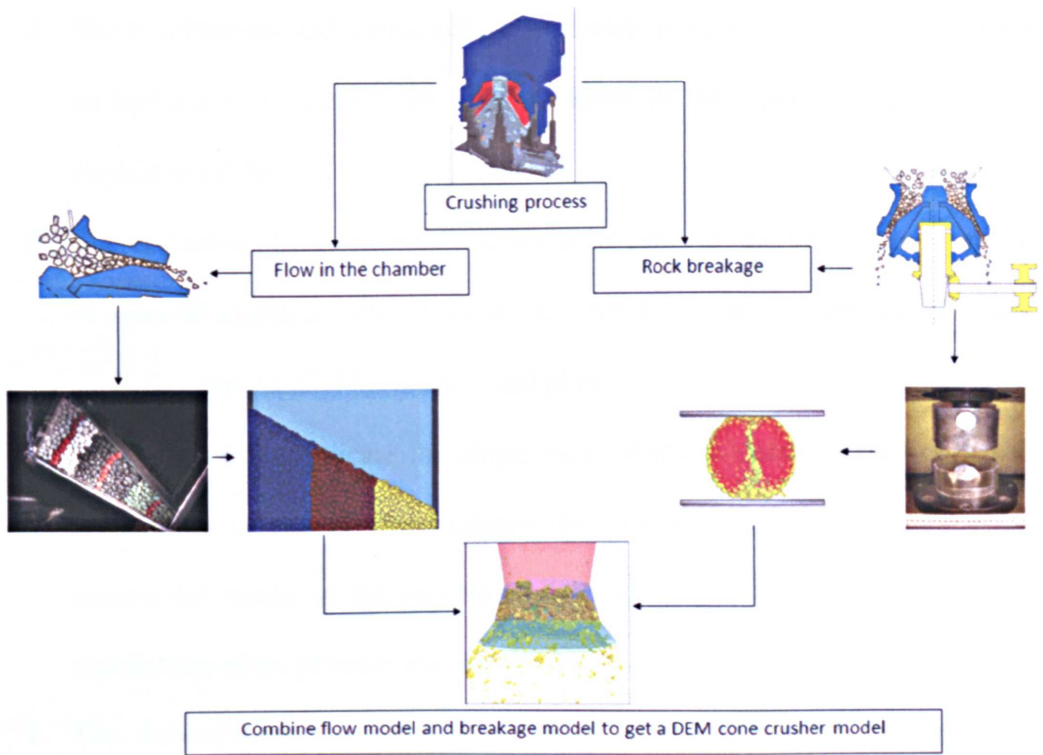 Crushing process
Flow in the chamber
Rock breakage
Combine flow model and breakage model to get a DEM cone crusher model